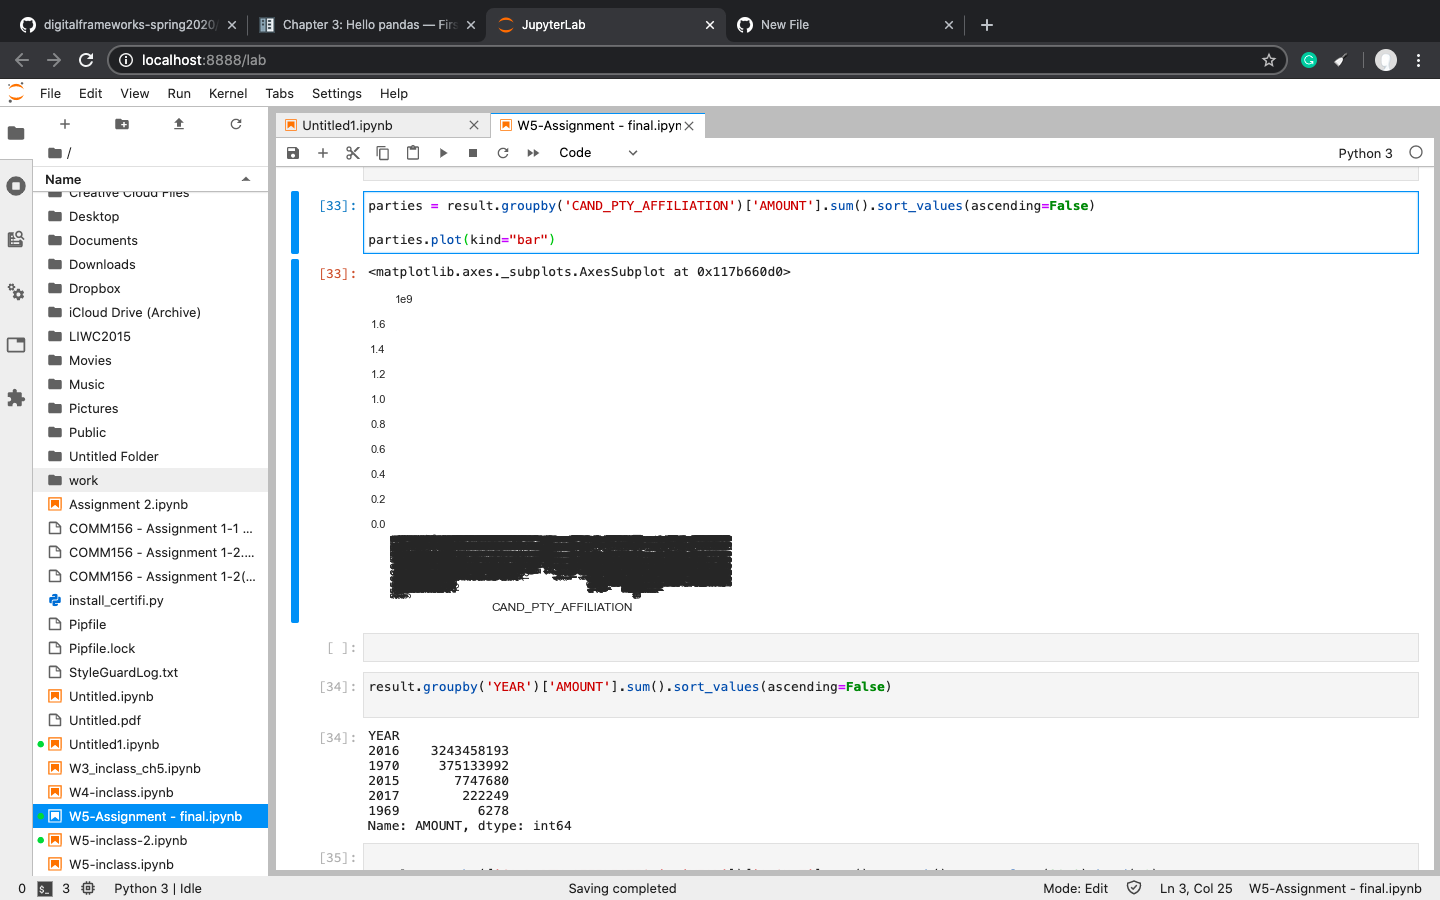 digitalframeworks-spring2020/
Chapter 3: Hello pandas — Firs
JupyterLab
New File
localhost:8888/lab
File Edit View Run Kernel Tabs Settings Help
Untitled1.ipynb
W5-Assignment - final.ipyn
/
Code
Python 3
Name
Creative Cloud Files
Desktop
Documents
Downloads
Dropbox
iCloud Drive (Archive)
LIWC2015
Movies
Music
Pictures
Public
Untitled Folder
work
Assignment 2.ipynb
COMM156 - Assignment 1-1 ...
COMM156 - Assignment 1-2....
COMM156 - Assignment 1-2(...
install_certifi.py
Pipfile
Pipfile.lock
StyleGuardLog.txt
Untitled.ipynb
Untitled.pdf
Untitled1.ipynb
W3_inclass_ch5.ipynb
W4-inclass.ipynb
W5-Assignment - final.ipynb
W5-inclass-2.ipynb
W5-inclass.ipynb
[33]: parties = result.groupby('CAND_PTY_AFFILIATION')['AMOUNT'].sum().sort_values(ascending=False)
parties.plot(kind="bar")
[33]: <matplotlib.axes._subplots.AxesSubplot at 0x117b660d0>
1e9
1.6
1.4
1.2
1.0
0.8
0.6
0.4
0.2
0.0
CAND_PTY_AFFILIATION
[ ]:
[34]: result.groupby('YEAR')['AMOUNT'].sum().sort_values(ascending=False)
[34]: YEAR
2016 3243458193
1970 375133992
2015 7747680
2017 222249
1969 6278
Name: AMOUNT, dtype: int64
[35]:
0 $_ 3 Python 3 | Idle Saving completed Mode: Edit Ln 3, Col 25 W5-Assignment - final.ipynb